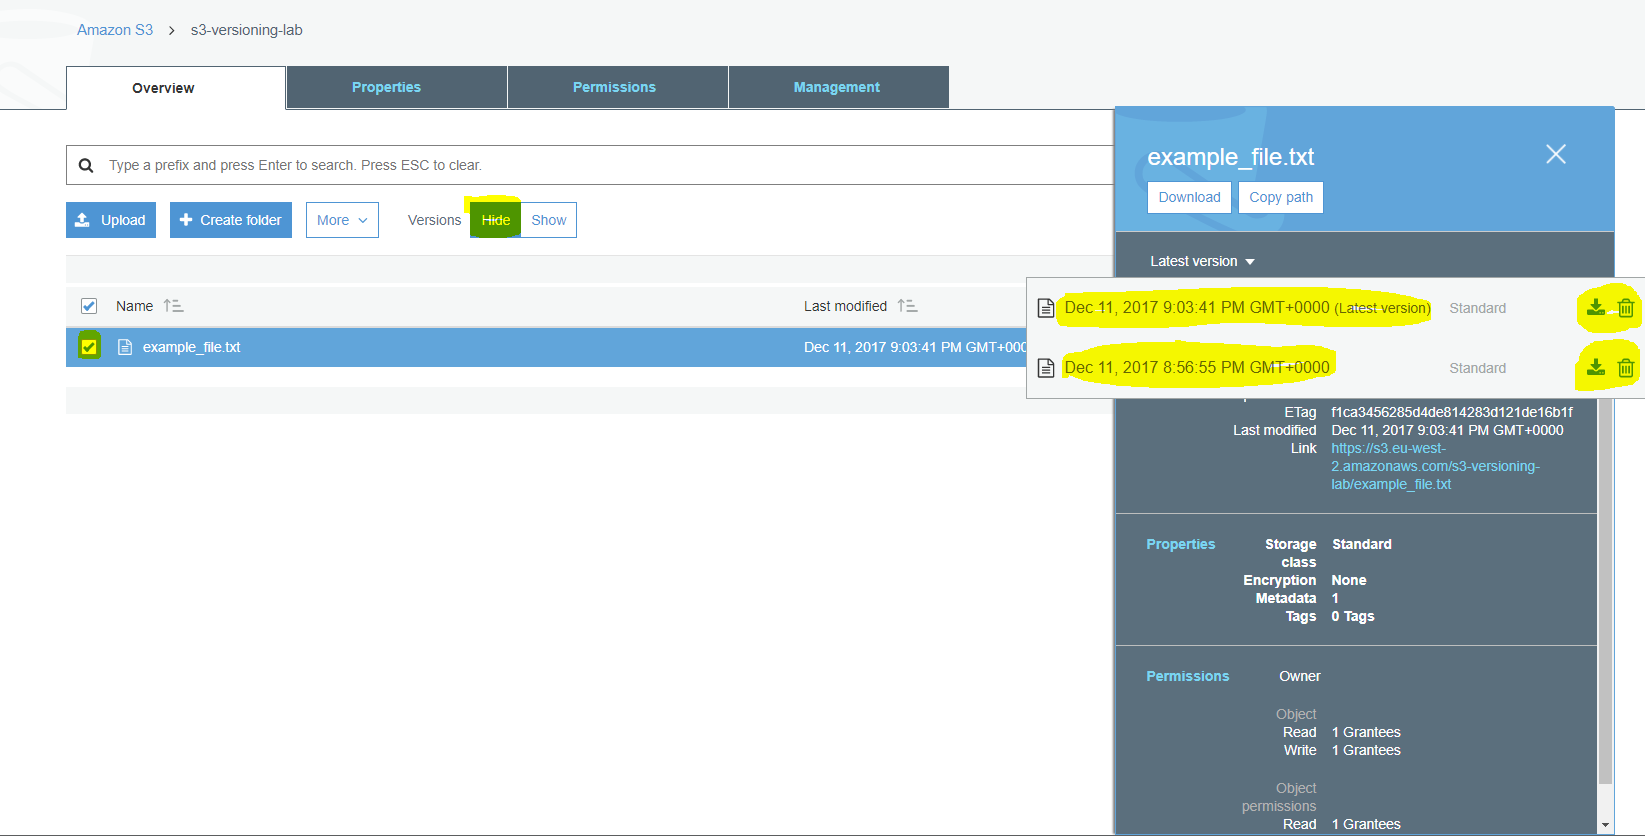 Amazon S3 > s3-versioning-lab
Overview
Properties
Permissions
Management
Type a prefix and press Enter to search. Press ESC to clear.
Upload
Create folder
More
Versions
Hide
Show
Name
Last modified
example_file.txt
Dec 11, 2017 9:03:41 PM GMT+000
example_file.txt
Download
Copy path
Latest version
Dec 11, 2017 9:03:41 PM GMT+0000 (Latest version)
Standard
Dec 11, 2017 8:56:55 PM GMT+0000
Standard
ETag f1ca3456285d4de814283d121de16b1f
Last modified Dec 11, 2017 9:03:41 PM GMT+0000
Link https://s3.eu-west-
2.amazonaws.com/s3-versioning-
lab/example_file.txt
Properties
Storage Standard
class
Encryption None
Metadata 1
Tags 0 Tags
Permissions
Owner
Object
Read 1 Grantees
Write 1 Grantees
Object
permissions
Read 1 Grantees